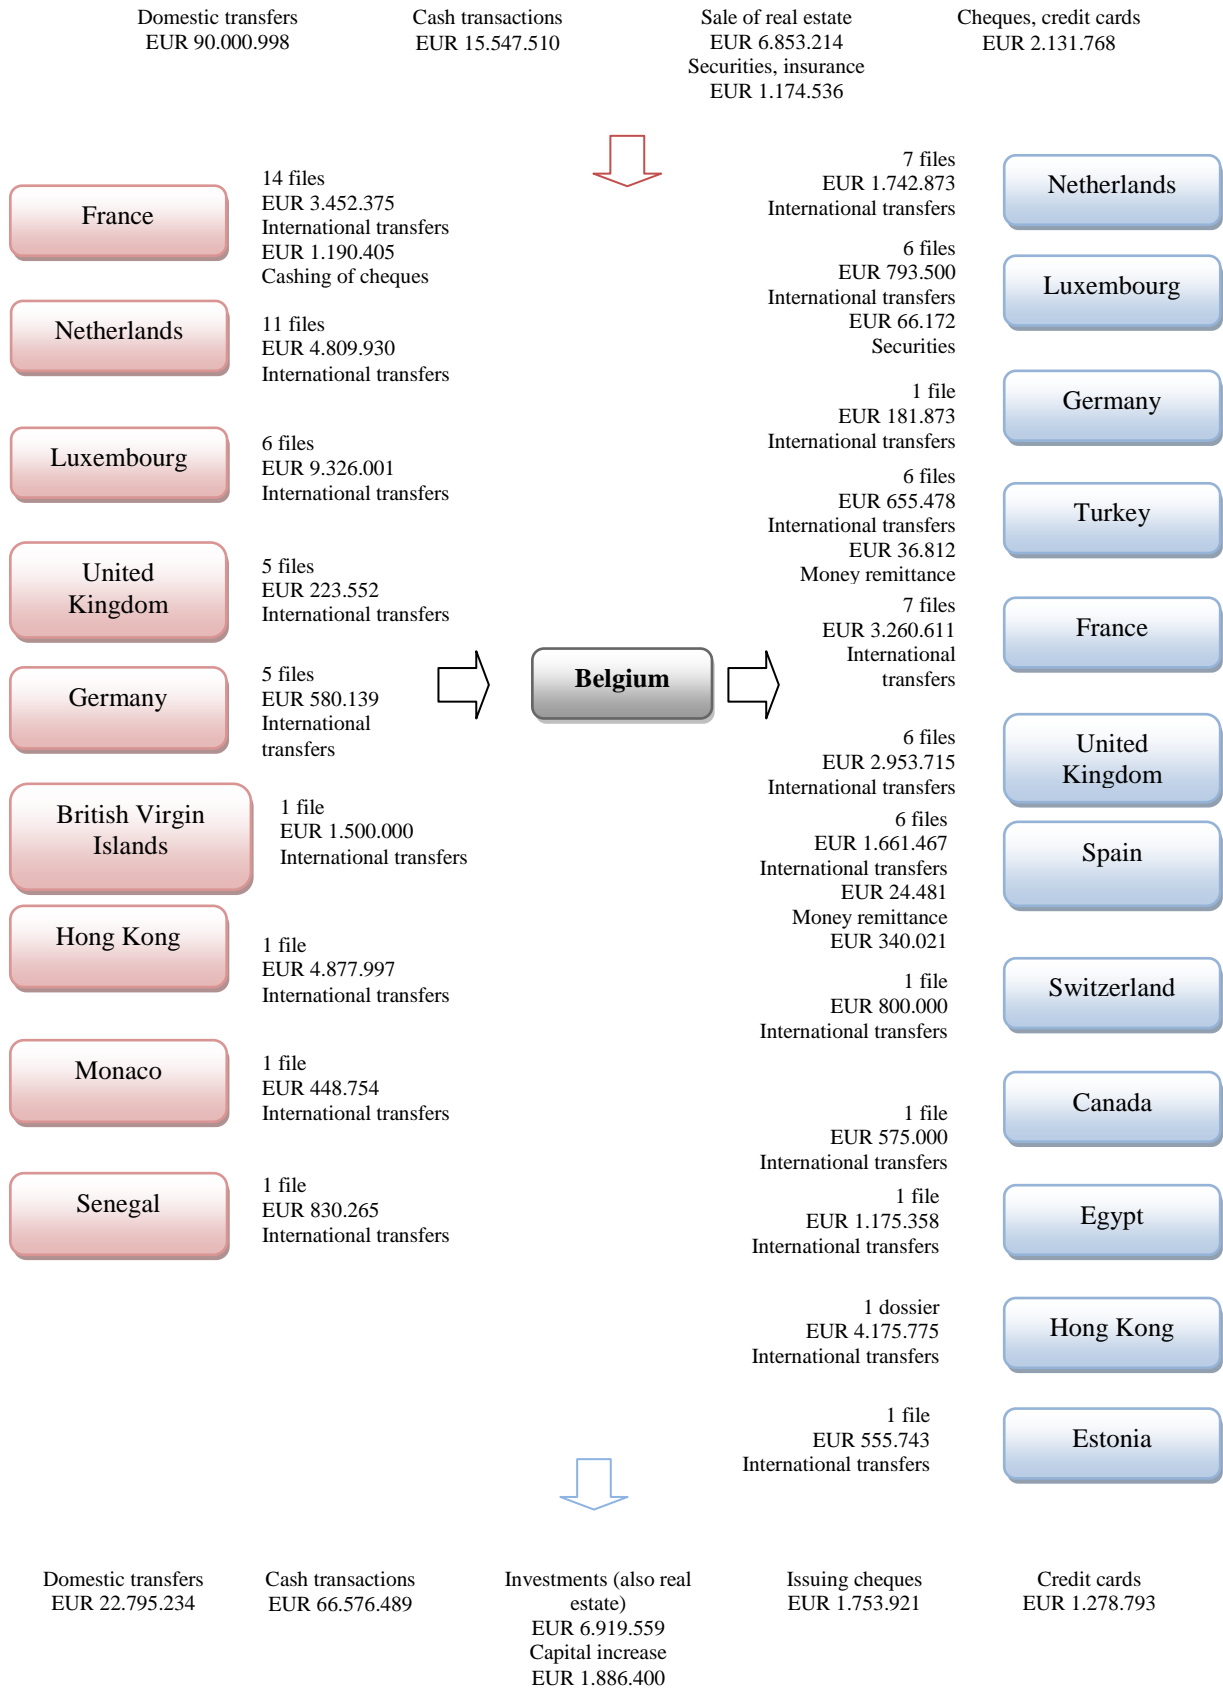 Domestic transfers
EUR 90.000.998
Cash transactions
EUR 15.547.510
Sale of real estate
EUR 6.853.214
Securities, insurance
EUR 1.174.536
Cheques, credit cards
EUR 2.131.768
France
14 files
EUR 3.452.375
International transfers
EUR 1.190.405
Cashing of cheques
Netherlands
11 files
EUR 4.809.930
International transfers
Luxembourg
6 files
EUR 9.326.001
International transfers
United
Kingdom
5 files
EUR 223.552
International transfers
Germany
5 files
EUR 580.139
International
transfers
British Virgin
Islands
1 file
EUR 1.500.000
International transfers
Hong Kong
1 file
EUR 4.877.997
International transfers
Monaco
1 file
EUR 448.754
International transfers
Senegal
1 file
EUR 830.265
International transfers
Belgium
7 files
EUR 1.742.873
International transfers
Netherlands
6 files
EUR 793.500
International transfers
EUR 66.172
Securities
Luxembourg
1 file
EUR 181.873
International transfers
Germany
6 files
EUR 655.478
International transfers
EUR 36.812
Money remittance
Turkey
7 files
EUR 3.260.611
International
transfers
France
6 files
EUR 2.953.715
International transfers
United
Kingdom
6 files
EUR 1.661.467
International transfers
EUR 24.481
Money remittance
EUR 340.021
Spain
1 file
EUR 800.000
International transfers
Switzerland
1 file
EUR 575.000
International transfers
Canada
1 file
EUR 1.175.358
International transfers
Egypt
1 dossier
EUR 4.175.775
International transfers
Hong Kong
1 file
EUR 555.743
International transfers
Estonia
Domestic transfers
EUR 22.795.234
Cash transactions
EUR 66.576.489
Investments (also real
estate)
EUR 6.919.559
Capital increase
EUR 1.886.400
Issuing cheques
EUR 1.753.921
Credit cards
EUR 1.278.793